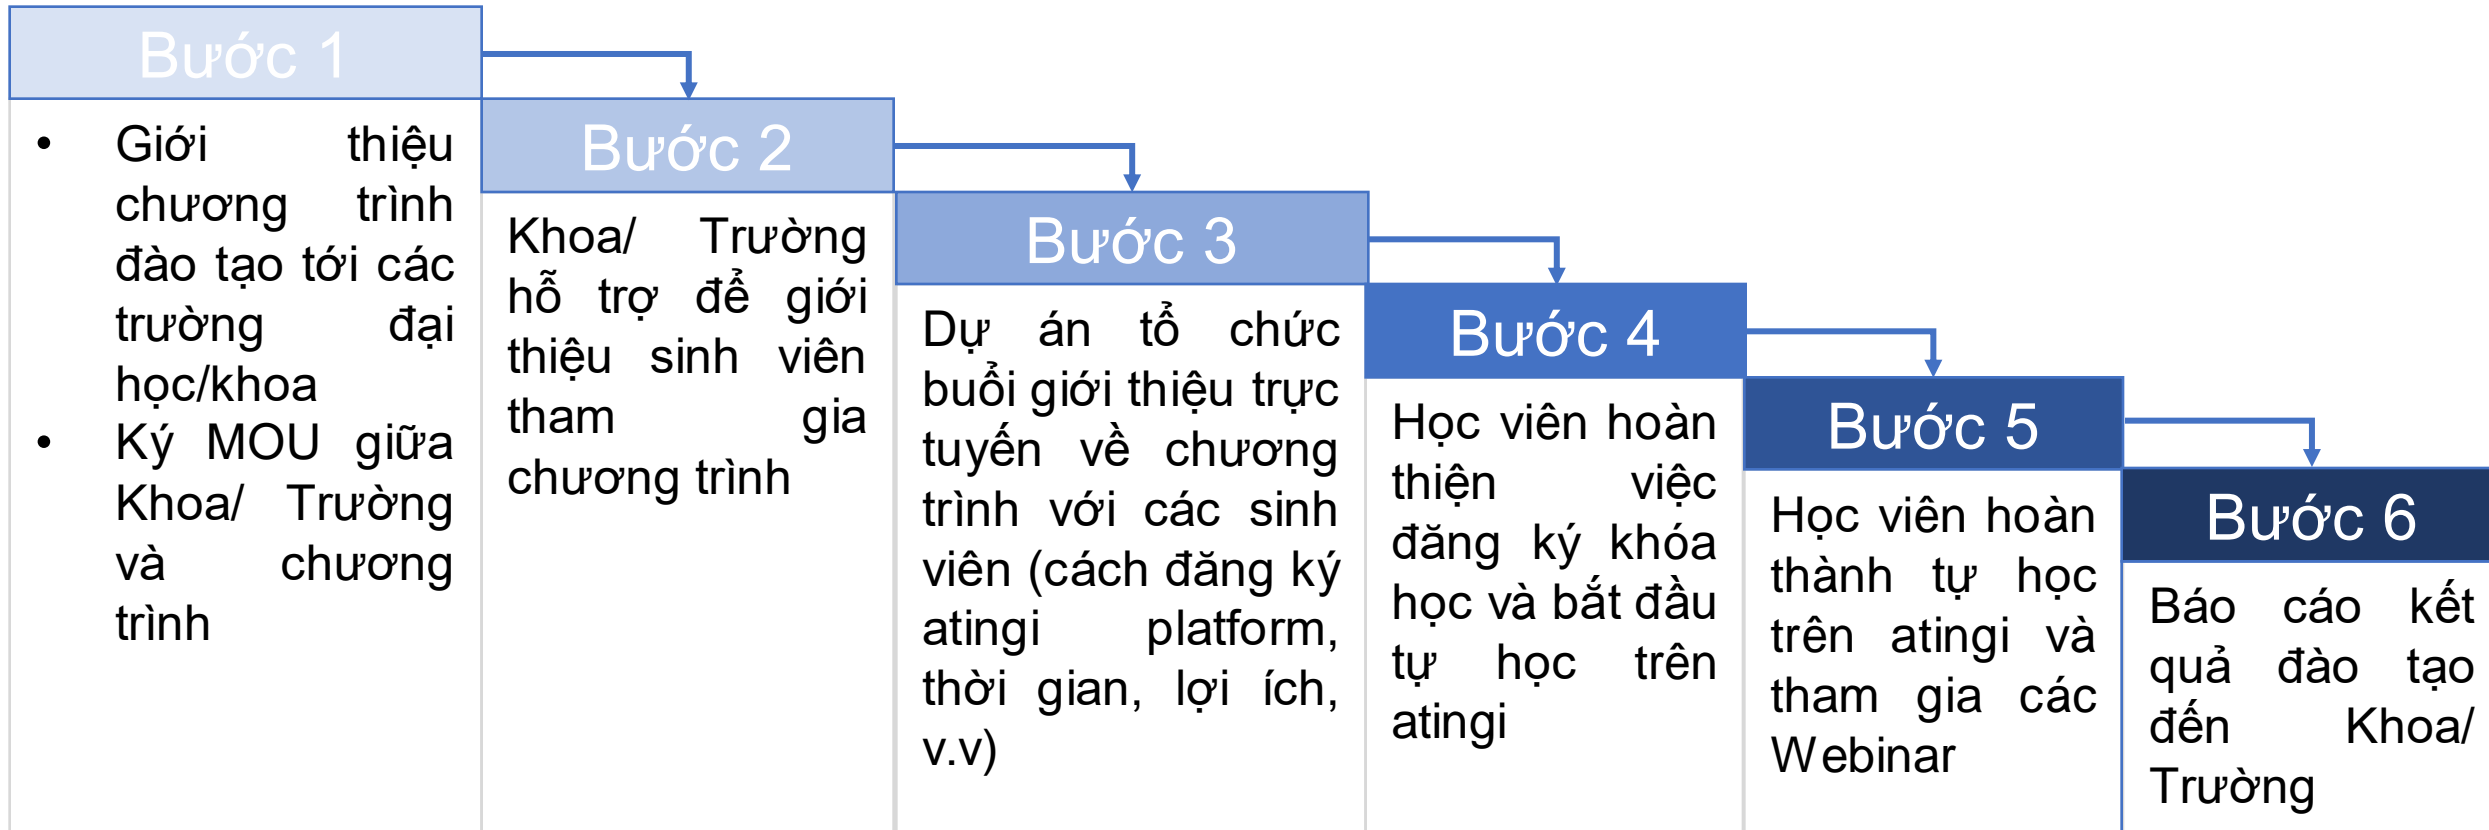 Bước 1
• Giới thiệu
chương trình
đào tạo tới các
trường đại
học/khoa
• Ký MOU giữa
Khoa/ Trường
và chương
trình
Bước 2
Khoa/ Trường
hỗ trợ để giới
thiệu sinh viên
tham gia
chương trình
Bước 3
Dự án tổ chức
buổi giới thiệu trực
tuyến về chương
trình với các sinh
viên (cách đăng ký
atingi platform,
thời gian, lợi ích,
v.v)
Bước 4
Học viên hoàn
thiện việc
đăng ký khóa
học và bắt đầu
tự học trên
atingi
Bước 5
Học viên hoàn
thành tự học
trên atingi và
tham gia các
Webinar
Bước 6
Báo cáo kết
quả đào tạo
đến Khoa/
Trường